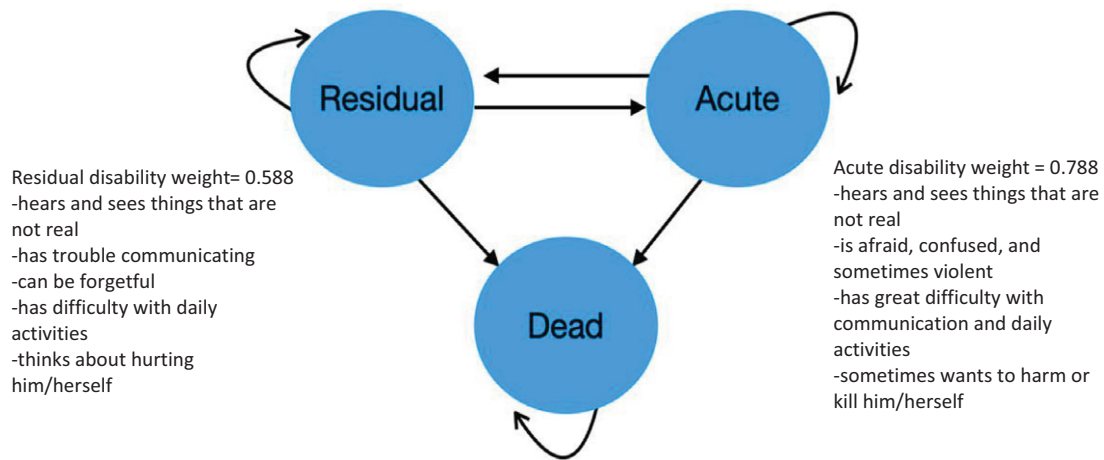 Residual
Acute
Residual disability weight= 0.588
-hears and sees things that are
not real
-has trouble communicating
-can be forgetful
-has difficulty with daily
activities
-thinks about hurting
him/herself
Acute disability weight = 0.788
-hears and sees things that are
not real
-is afraid, confused, and
sometimes violent
-has great difficulty with
communication and daily
activities
-sometimes wants to harm or
kill him/herself
Dead